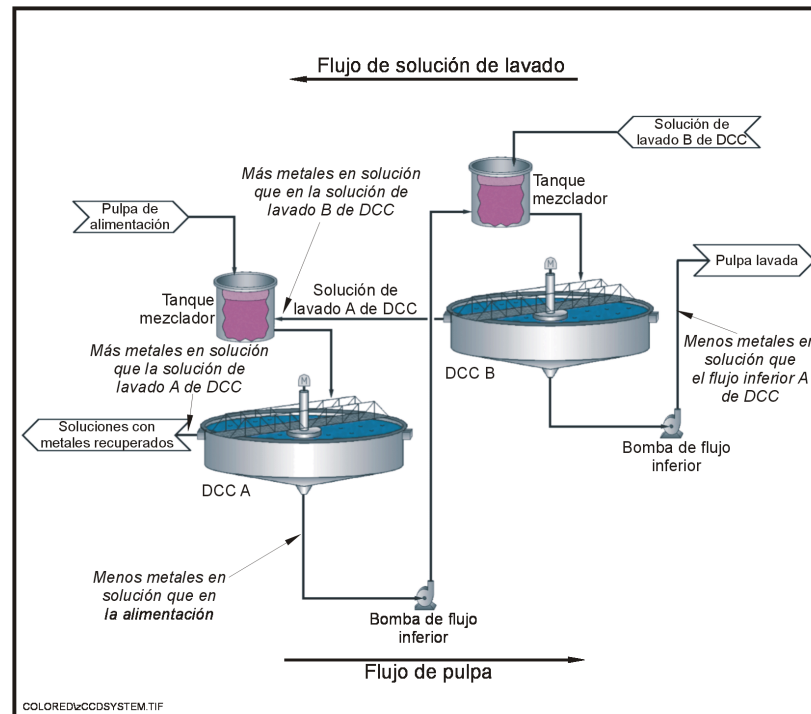 Flujo de solución de lavado
Solución de
lavado B de DCC
Tanque
mezclador
Más metales en solución
que en la solución de
lavado B de DCC
Pulpa de
alimentación
Pulpa lavada
Solución de
lavado A de DCC
Tanque
mezclador
M
Menos metales en
solución que
el flujo inferior A
de DCC
Más metales en solución
que la solución de
lavado A de DCC
DCC B
M
Soluciones con
metales recuperados
Bomba de flujo
inferior
DCC A
Menos metales en
solución que en
la alimentación
Bomba de flujo
inferior
Flujo de pulpa
COLORED\zCCDSYSTEM.TIF